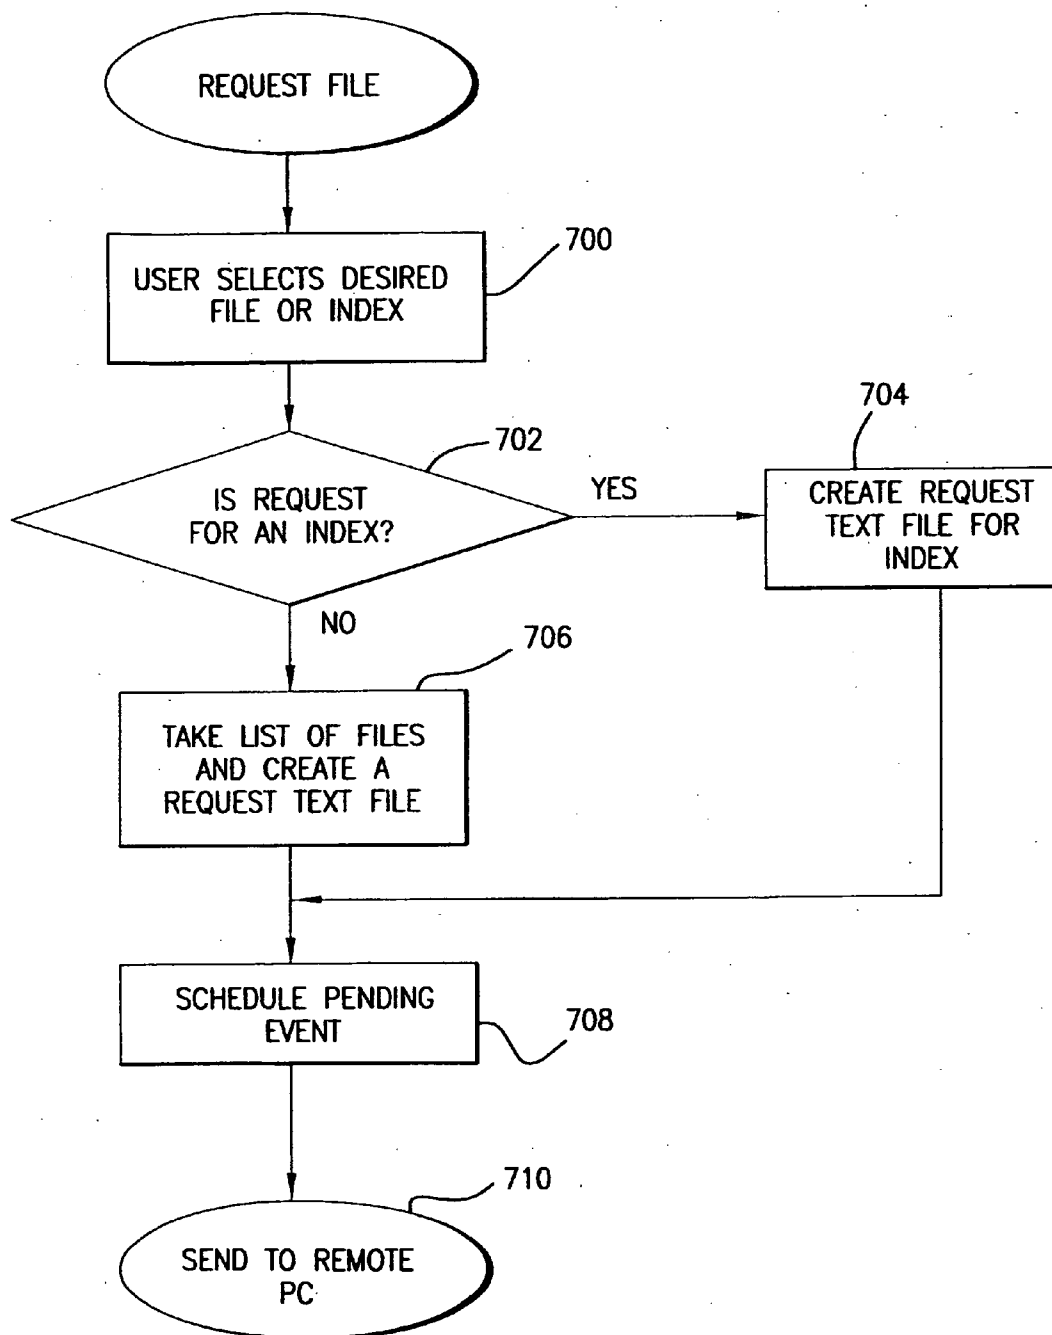 REQUEST FILE
700
USER SELECTS DESIRED
FILE OR INDEX
702
IS REQUEST
FOR AN INDEX?
YES
704
CREATE REQUEST
TEXT FILE FOR
INDEX
NO
706
TAKE LIST OF FILES
AND CREATE A
REQUEST TEXT FILE
SCHEDULE PENDING
EVENT
708
710
SEND TO REMOTE
PC